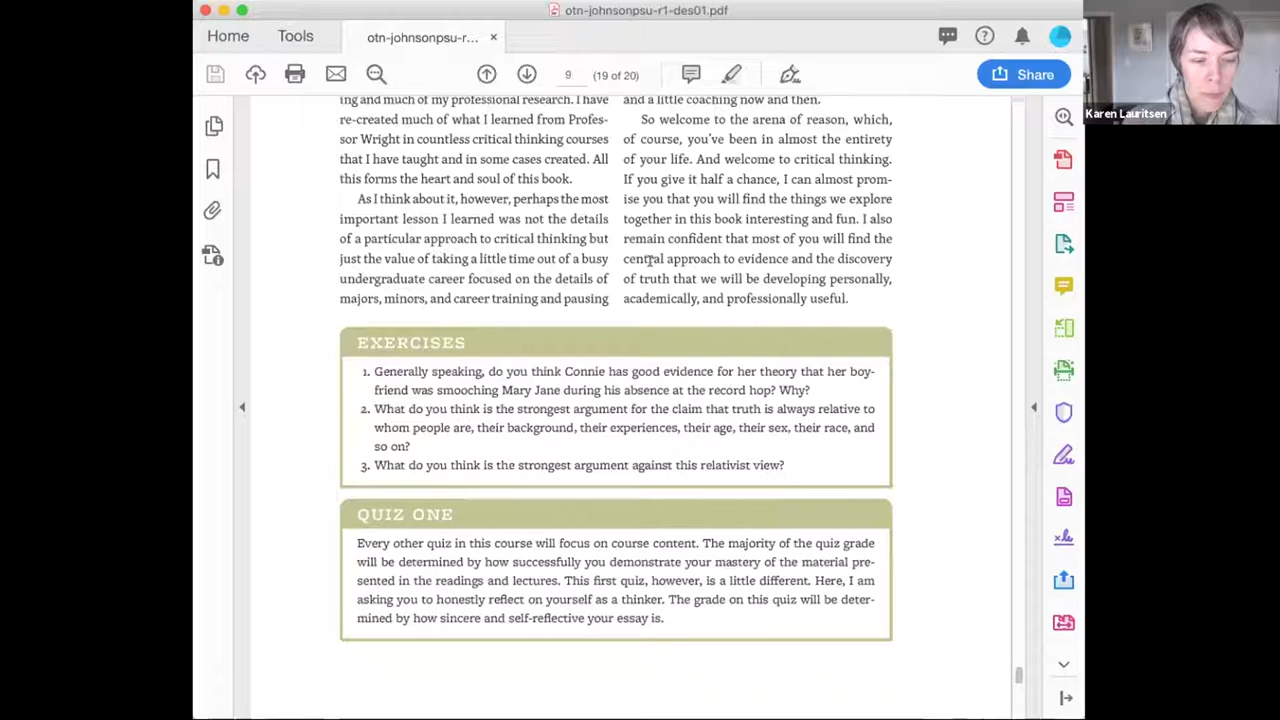 otn-johnsonpsu-r1-des01.pdf
Home
Tools
otn-johnsonpsu-r...
9
(19 of 20)
Share
Karen Lauritsen
ing and much of my professional research. I have
re-created much of what I learned from Profes-
sor Wright in countless critical thinking courses
that I have taught and in some cases created. All
this forms the heart and soul of this book.
As I think about it, however, perhaps the most
important lesson I learned was not the details
of a particular approach to critical thinking but
just the value of taking a little time out of a busy
undergraduate career focused on the details of
majors, minors, and career training and pausing
and a little coaching now and then.
So welcome to the arena of reason, which,
of course, you've been in almost the entirety
of your life. And welcome to critical thinking.
If you give it half a chance, I can almost prom-
ise you that you will find the things we explore
together in this book interesting and fun. I also
remain confident that most of you will find the
central approach to evidence and the discovery
of truth that we will be developing personally,
academically, and professionally useful.
EXERCISES
1. Generally speaking, do you think Connie has good evidence for her theory that her boy-
friend was smooching Mary Jane during his absence at the record hop? Why?
2. What do you think is the strongest argument for the claim that truth is always relative to
whom people are, their background, their experiences, their age, their sex, their race, and
so on?
3. What do you think is the strongest argument against this relativist view?
QUIZ ONE
Every other quiz in this course will focus on course content. The majority of the quiz grade
will be determined by how successfully you demonstrate your mastery of the material pre-
sented in the readings and lectures. This first quiz, however, is a little different. Here, I am
asking you to honestly reflect on yourself as a thinker. The grade on this quiz will be deter-
mined by how sincere and self-reflective your essay is.